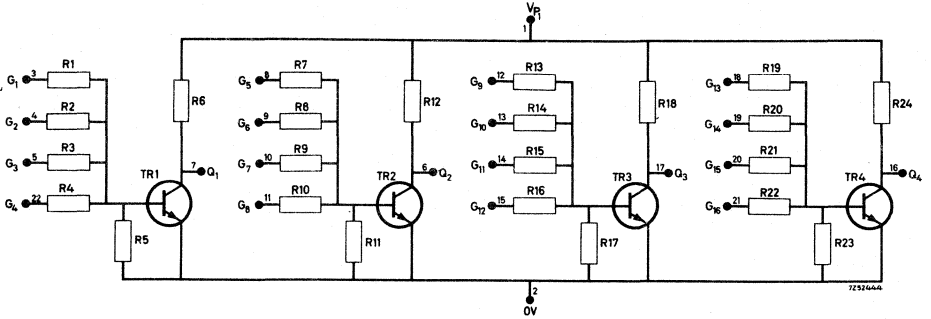 VP1
1
R1
G1 3
R2
G2 4
R3
G3 5
R4
G4 22
R5
R6
7 Q1
TR1
R7
G5 8
R8
G6 9
R9
G7 10
R10
G8 11
R11
R12
6 Q2
TR2
R13
G9 12
R14
G10 13
R15
G11 14
R16
G12 15
R17
R18
17 Q3
TR3
R19
G13 18
R20
G14 19
R21
G15 20
R22
G16 21
R23
R24
16 Q4
TR4
2
0V
7Z52444